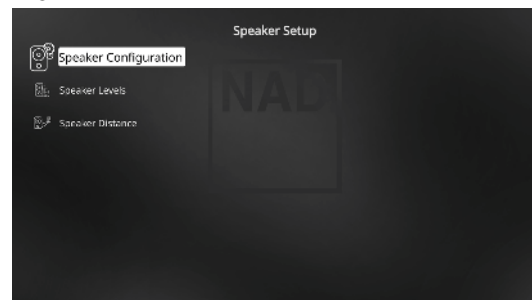 Speaker Setup
Speaker Configuration
NAD
Speaker Levels
Speaker Distance